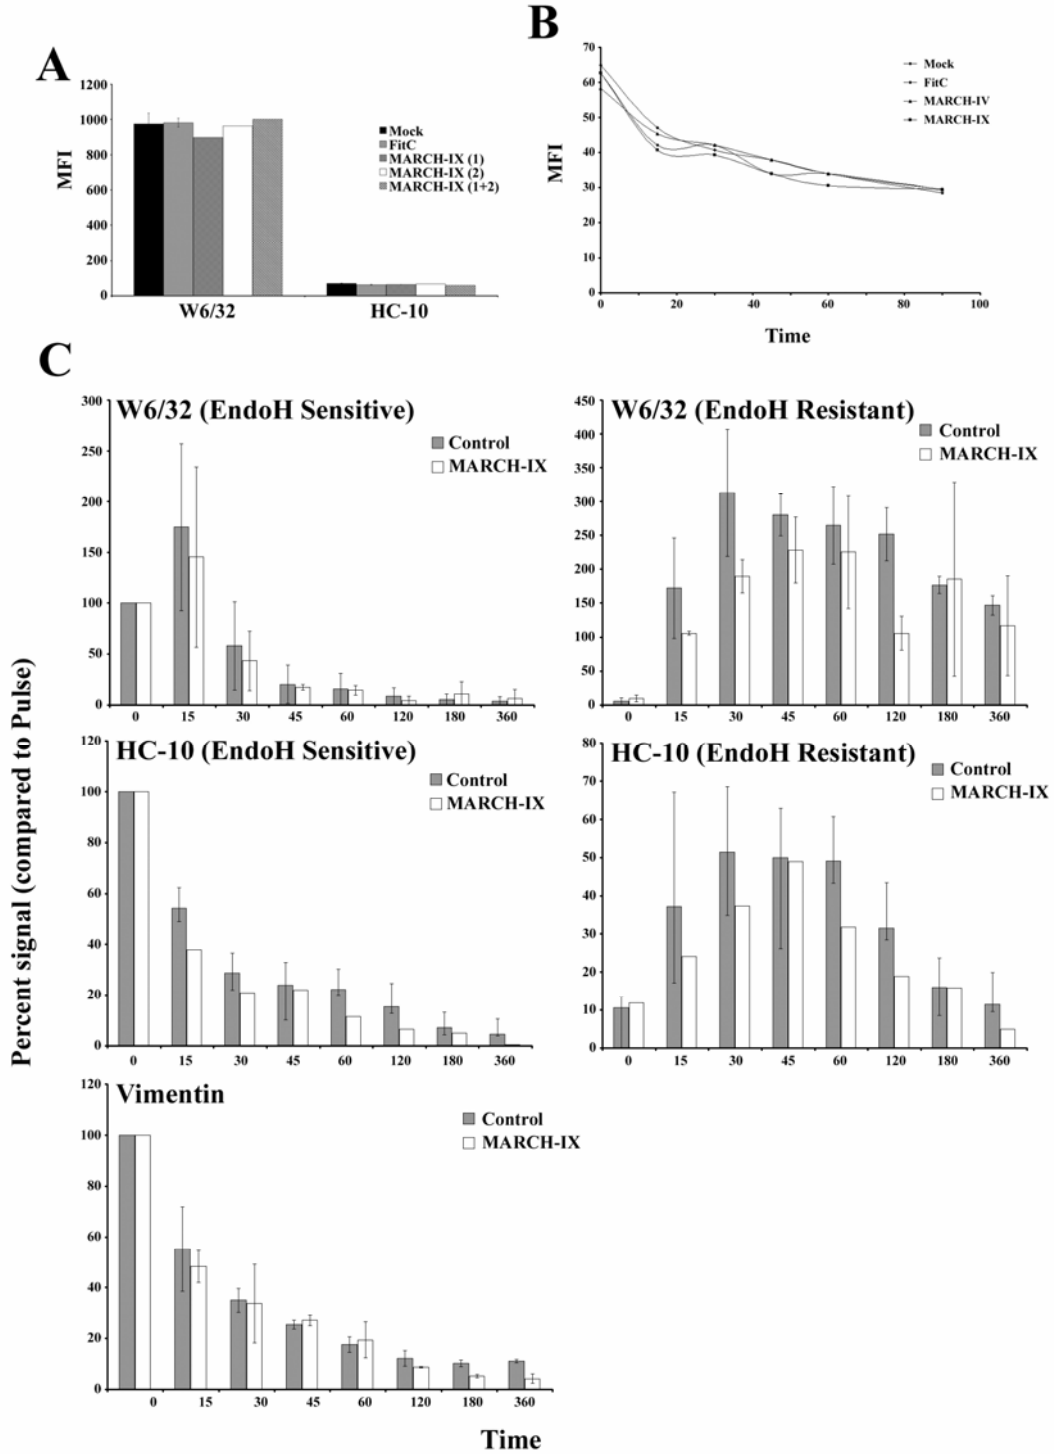 A
1200
1000
800
600
400
200
0
MFI
Mock
FitC
MARCH-IX (1)
MARCH-IX (2)
MARCH-IX (1+2)
W6/32 HC-10
B
70
60
50
40
30
20
10
0
MFI
Mock
FitC
MARCH-IV
MARCH-IX
0 20 40 60 80 100
Time
C
Percent signal (compared to Pulse)
W6/32 (EndoH Sensitive)
Control
MARCH-IX
300
250
200
150
100
50
0
0 15 30 45 60 120 180 360
W6/32 (EndoH Resistant)
Control
MARCH-IX
450
400
350
300
250
200
150
100
50
0
0 15 30 45 60 120 180 360
HC-10 (EndoH Sensitive)
Control
MARCH-IX
120
100
80
60
40
20
0
0 15 30 45 60 120 180 360
HC-10 (EndoH Resistant)
Control
MARCH-IX
80
70
60
50
40
30
20
10
0
0 15 30 45 60 120 180 360
Vimentin
Control
MARCH-IX
120
100
80
60
40
20
0
0 15 30 45 60 120 180 360
Time